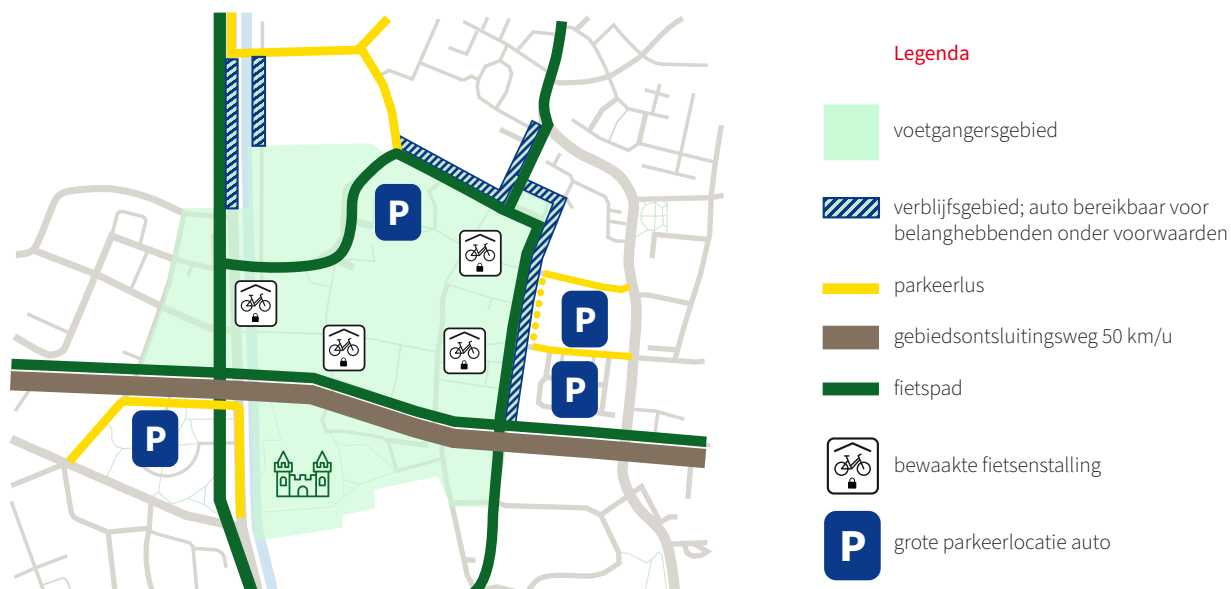 Legenda
voetgangersgebied
verblijfsgebied; auto bereikbaar voor
belanghebbenden onder voorwaarden
parkeerlus
gebiedsontsluitingsweg 50 km/u
fietspad
bewaakte fietsenstalling
P
grote parkeerlocatie auto
P
P
P
P